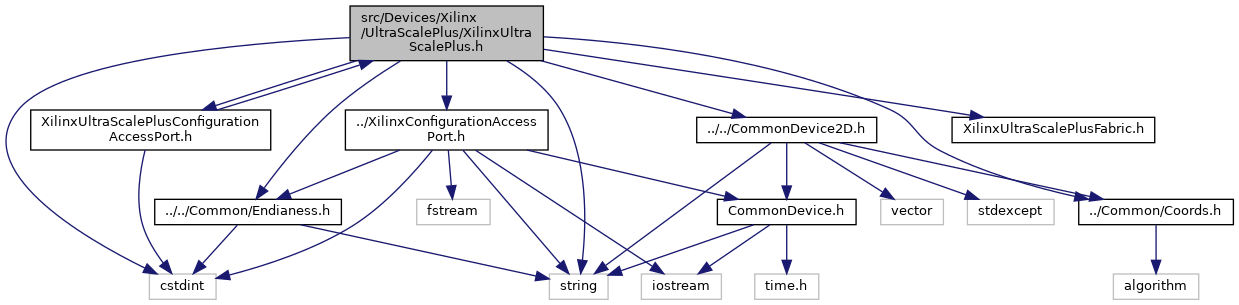 src/Devices/Xilinx
/UltraScalePlus/XilinxUltra
ScalePlus.h
XilinxUltraScalePlusConfiguration
AccessPort.h
../XilinxConfigurationAccess
Port.h
../../CommonDevice2D.h
XilinxUltraScalePlusFabric.h
../../Common/Endianess.h
fstream
CommonDevice.h
vector
stdexcept
../Common/Coords.h
cstdint
string
iostream
time.h
algorithm